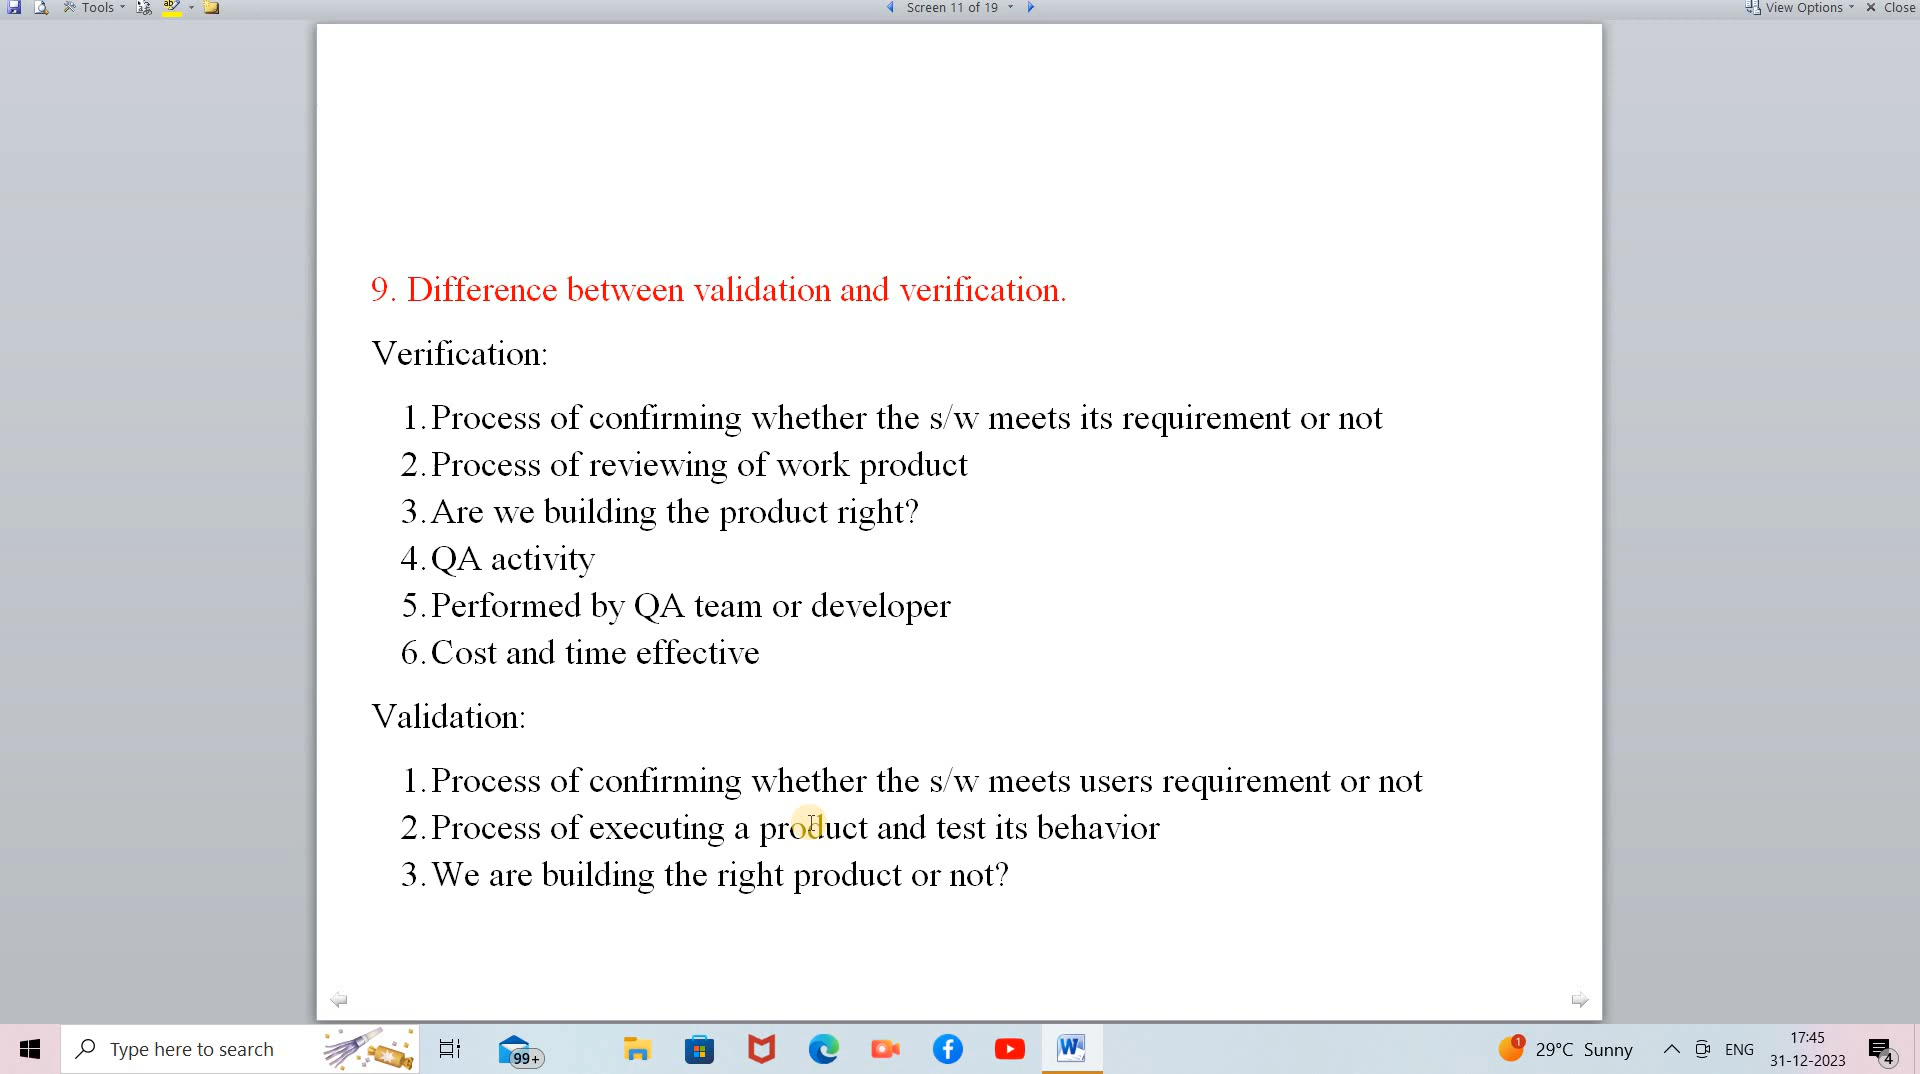 Tools
Screen 11 of 19
View Options
Close
9. Difference between validation and verification.
Verification:
1. Process of confirming whether the s/w meets its requirement or not
2. Process of reviewing of work product
3. Are we building the product right?
4. QA activity
5. Performed by QA team or developer
6. Cost and time effective
Validation:
1. Process of confirming whether the s/w meets users requirement or not
2. Process of executing a product and test its behavior
3. We are building the right product or not?
Type here to search
99+
1
29°C Sunny
ENG
17:45
31-12-2023
4